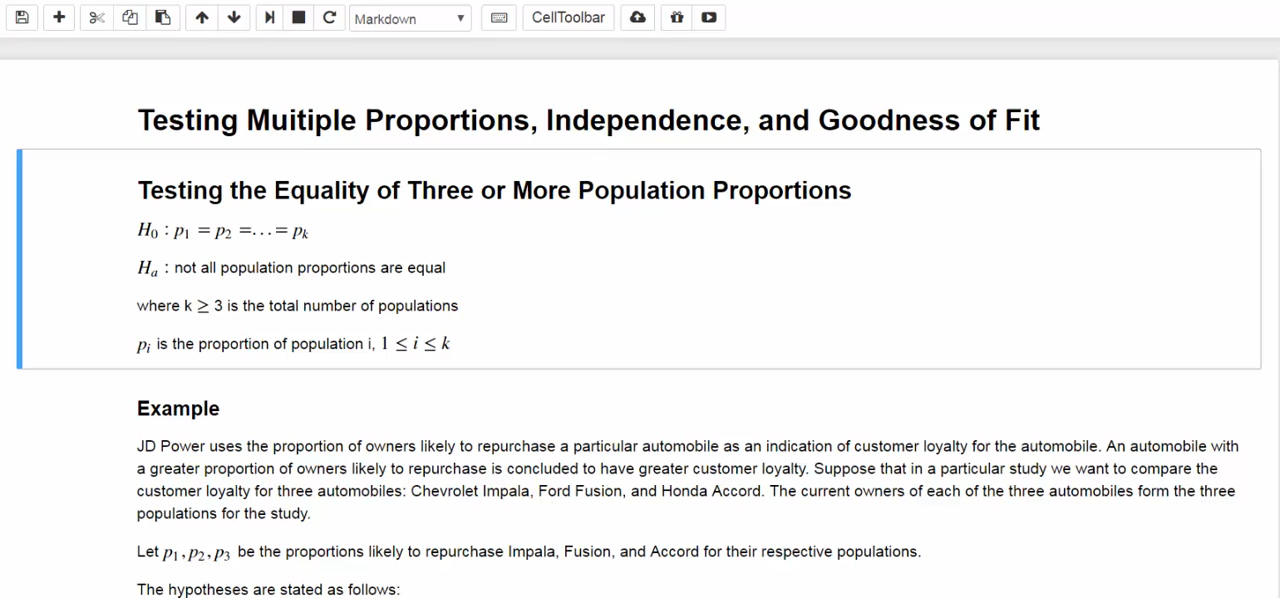 Markdown
CellToolbar
Testing Muitiple Proportions, Independence, and Goodness of Fit
Testing the Equality of Three or More Population Proportions
H₀ : p₁ = p₂ =...= pₖ
Hₐ : not all population proportions are equal
where k ≥ 3 is the total number of populations
pᵢ is the proportion of population i, 1 ≤ i ≤ k
Example
JD Power uses the proportion of owners likely to repurchase a particular automobile as an indication of customer loyalty for the automobile. An automobile with
a greater proportion of owners likely to repurchase is concluded to have greater customer loyalty. Suppose that in a particular study we want to compare the
customer loyalty for three automobiles: Chevrolet Impala, Ford Fusion, and Honda Accord. The current owners of each of the three automobiles form the three
populations for the study.
Let p₁, p₂, p₃ be the proportions likely to repurchase Impala, Fusion, and Accord for their respective populations.
The hypotheses are stated as follows: